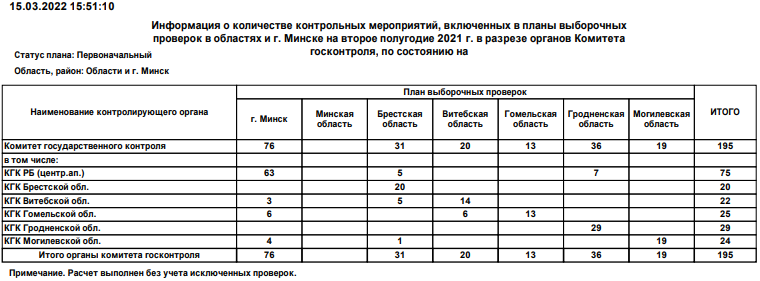 15.03.2022 15:51:10
Информация о количестве контрольных мероприятий, включенных в планы выборочных
проверок в областях и г. Минске на второе полугодие 2021 г. в разрезе органов Комитета
госконтроля, по состоянию на
Статус плана: Первоначальный
Область, район: Области и г. Минск
Наименование контролирующего органа План выборочных проверок ИТОГО
г. Минск Минская область Брестская область Витебская область Гомельская область Гродненская область Могилевская область
Комитет государственного контроля 76 31 20 13 36 19 195
в том числе:
КГК РБ (центр.ап.) 63 5 7 75
КГК Брестской обл. 20 20
КГК Витебской обл. 3 5 14 22
КГК Гомельской обл. 6 6 13 25
КГК Гродненской обл. 29 29
КГК Могилевской обл. 4 1 19 24
Итого органы комитета госконтроля 76 31 20 13 36 19 195
Примечание. Расчет выполнен без учета исключенных проверок.